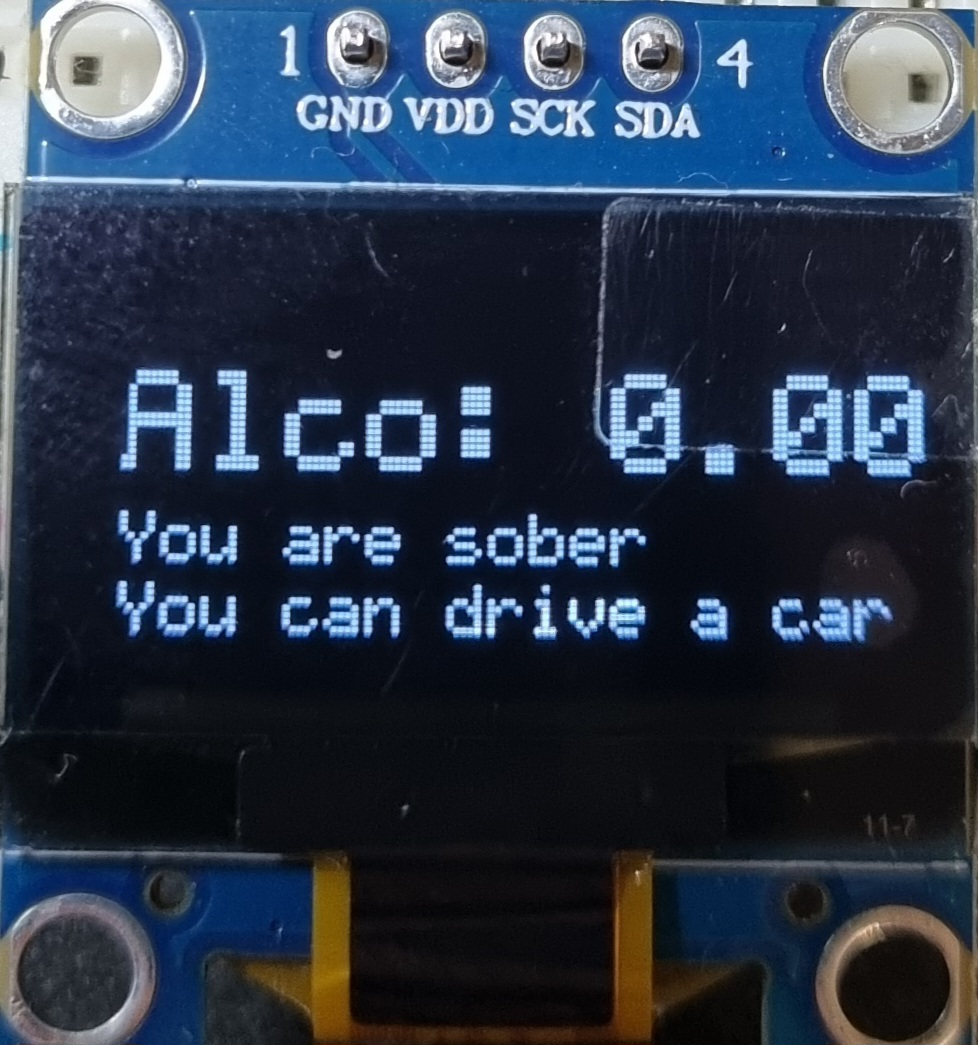 1 4
GND VDD SCK SDA
Alco: 0.00
You are sober
You can drive a car
11-7